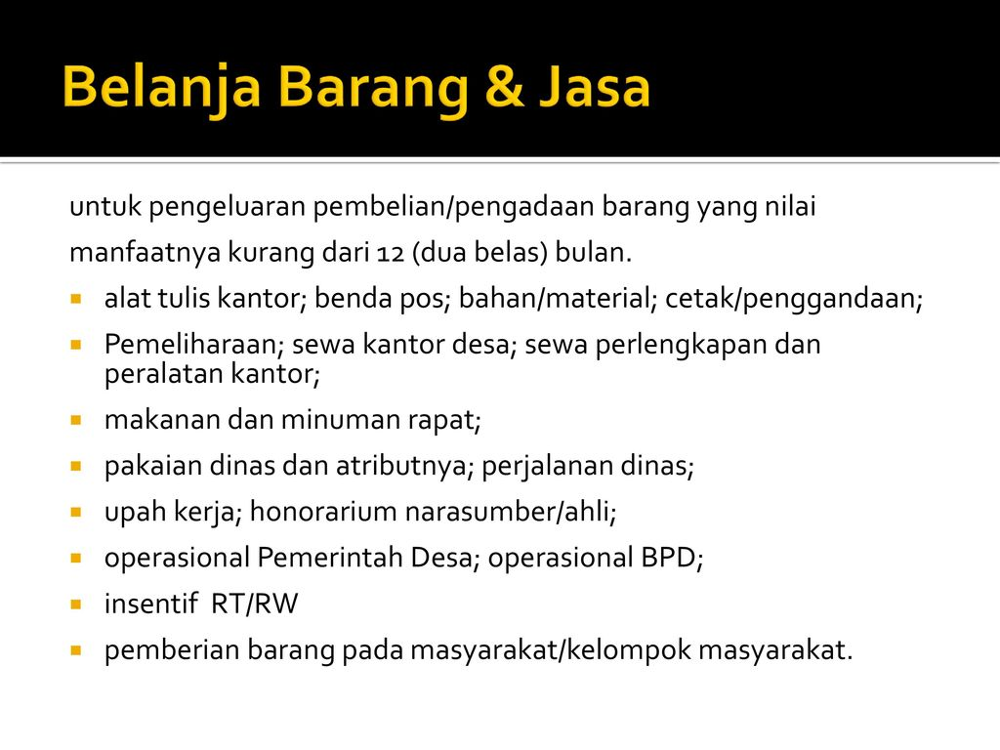 Belanja Barang & Jasa
untuk pengeluaran pembelian/pengadaan barang yang nilai
manfaatnya kurang dari 12 (dua belas) bulan.
alat tulis kantor; benda pos; bahan/material; cetak/penggandaan;
Pemeliharaan; sewa kantor desa; sewa perlengkapan dan
peralatan kantor;
makanan dan minuman rapat;
pakaian dinas dan atributnya; perjalanan dinas;
upah kerja; honorarium narasumber/ahli;
operasional Pemerintah Desa; operasional BPD;
insentif  RT/RW
pemberian barang pada masyarakat/kelompok masyarakat.